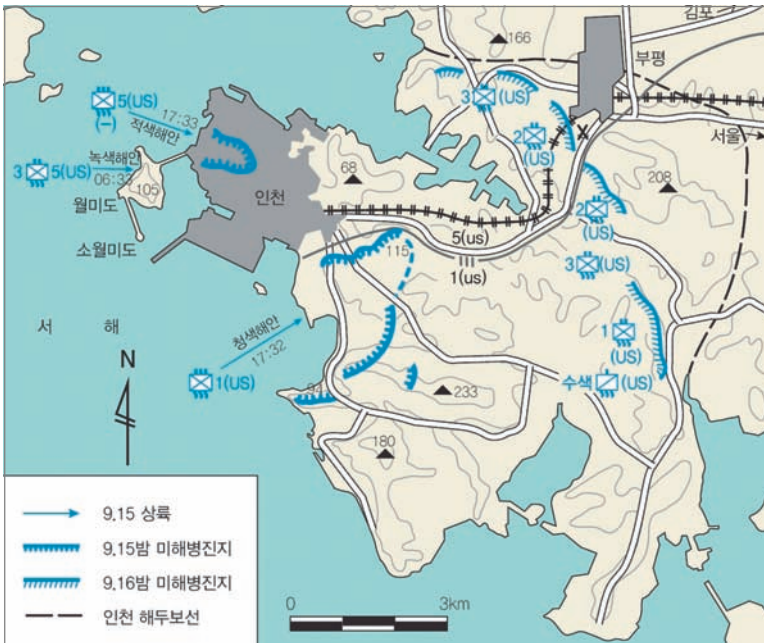 김포
166
부평
3 (US)
5(US)
(-)
17:33
적색해안
2
(US)
서울
녹색해안
3 5(US)
06:33
105
월미도
인천
68
208
2
(US)
소월미도
5(us)
115
1(us)
3 (US)
서 해
청색해안
17:32
1
(US)
N
1(US)
수색 (US)
94
233
180
9.15 상륙
9.15밤 미해병진지
9.16밤 미해병진지
인천 해두보선
0 3km